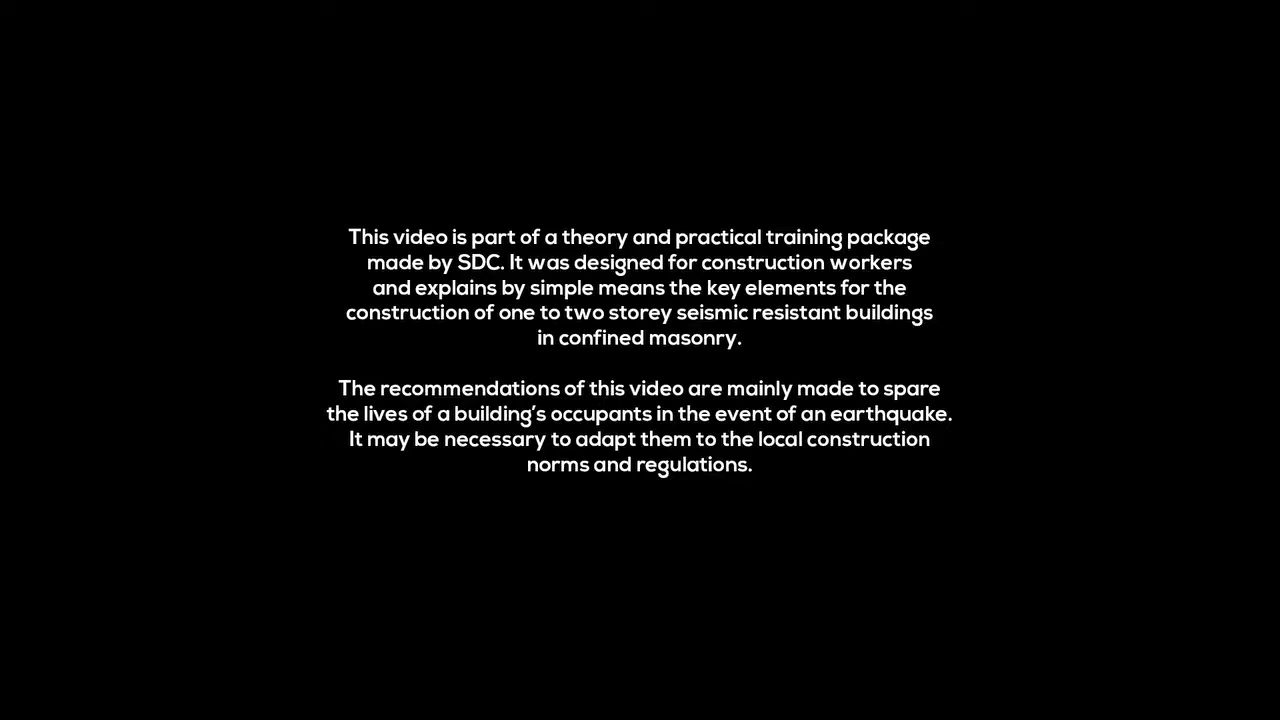 This video is part of a theory and practical training package
made by SDC. It was designed for construction workers
and explains by simple means the key elements for the
construction of one to two storey seismic resistant buildings
in confined masonry.
The recommendations of this video are mainly made to spare
the lives of a building’s occupants in the event of an earthquake.
It may be necessary to adapt them to the local construction
norms and regulations.